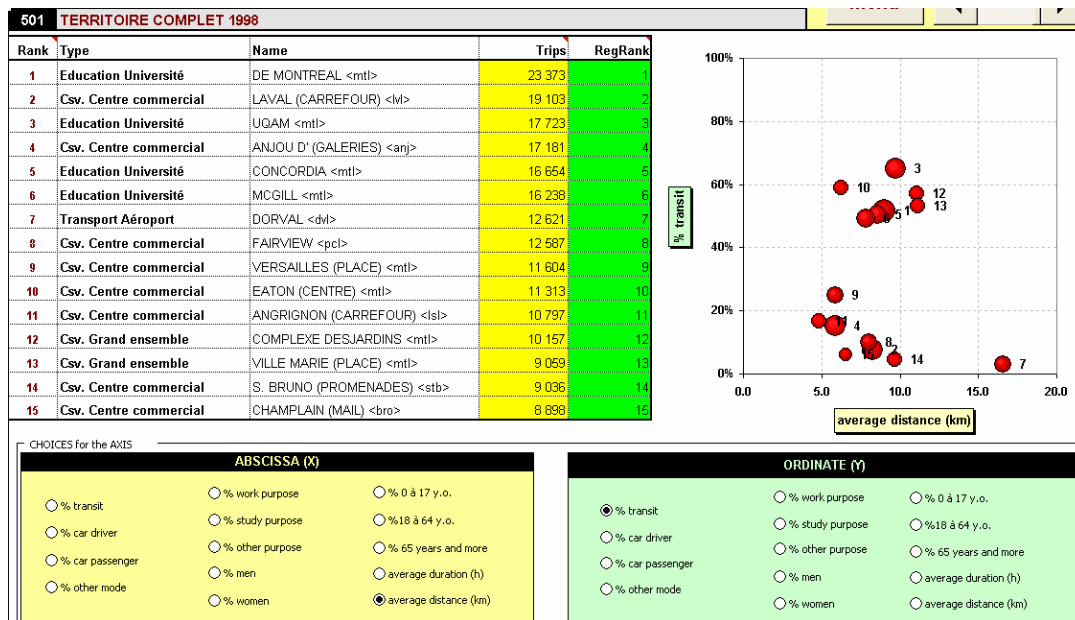 501 TERRITOIRE COMPLET 1998
Rank Type Name Trips RegRank
1 Education Université DE MONTREAL <mtl> 23 373 1
2 Csv. Centre commercial LAVAL (CARREFOUR) <lvl> 19 103 2
3 Education Université UQAM <mtl> 17 723 3
4 Csv. Centre commercial ANJOU D' (GALERIES) <anj> 17 181 4
5 Education Université CONCORDIA <mtl> 16 654 5
6 Education Université MCGILL <mtl> 16 238 6
7 Transport Aéroport DORVAL <dvl> 12 621 7
8 Csv. Centre commercial FAIRVIEW <pcl> 12 587 8
9 Csv. Centre commercial VERSAILLES (PLACE) <mtl> 11 604 9
10 Csv. Centre commercial EATON (CENTRE) <mtl> 11 313 10
11 Csv. Centre commercial ANGRIGNON (CARREFOUR) <lsl> 10 797 11
12 Csv. Grand ensemble COMPLEXE DESJARDINS <mtl> 10 157 12
13 Csv. Grand ensemble VILLE MARIE (PLACE) <mtl> 9 059 13
14 Csv. Centre commercial S. BRUNO (PROMENADES) <stb> 9 036 14
15 Csv. Centre commercial CHAMPLAIN (MAIL) <bro> 8 898 15
100%
80%
60%
40%
20%
0%
% transit
3
10
12
13
1
5
6
9
11
4
8
2
15
14
7
0.0 5.0 10.0 15.0 20.0
average distance (km)
CHOICES for the AXIS
ABSCISSA (X)
% transit
% car driver
% car passenger
% other mode
% work purpose
% study purpose
% other purpose
% men
% women
% 0 à 17 y.o.
%18 à 64 y.o.
% 65 years and more
average duration (h)
average distance (km)
ORDINATE (Y)
% transit
% car driver
% car passenger
% other mode
% work purpose
% study purpose
% other purpose
% men
% women
% 0 à 17 y.o.
%18 à 64 y.o.
% 65 years and more
average duration (h)
average distance (km)